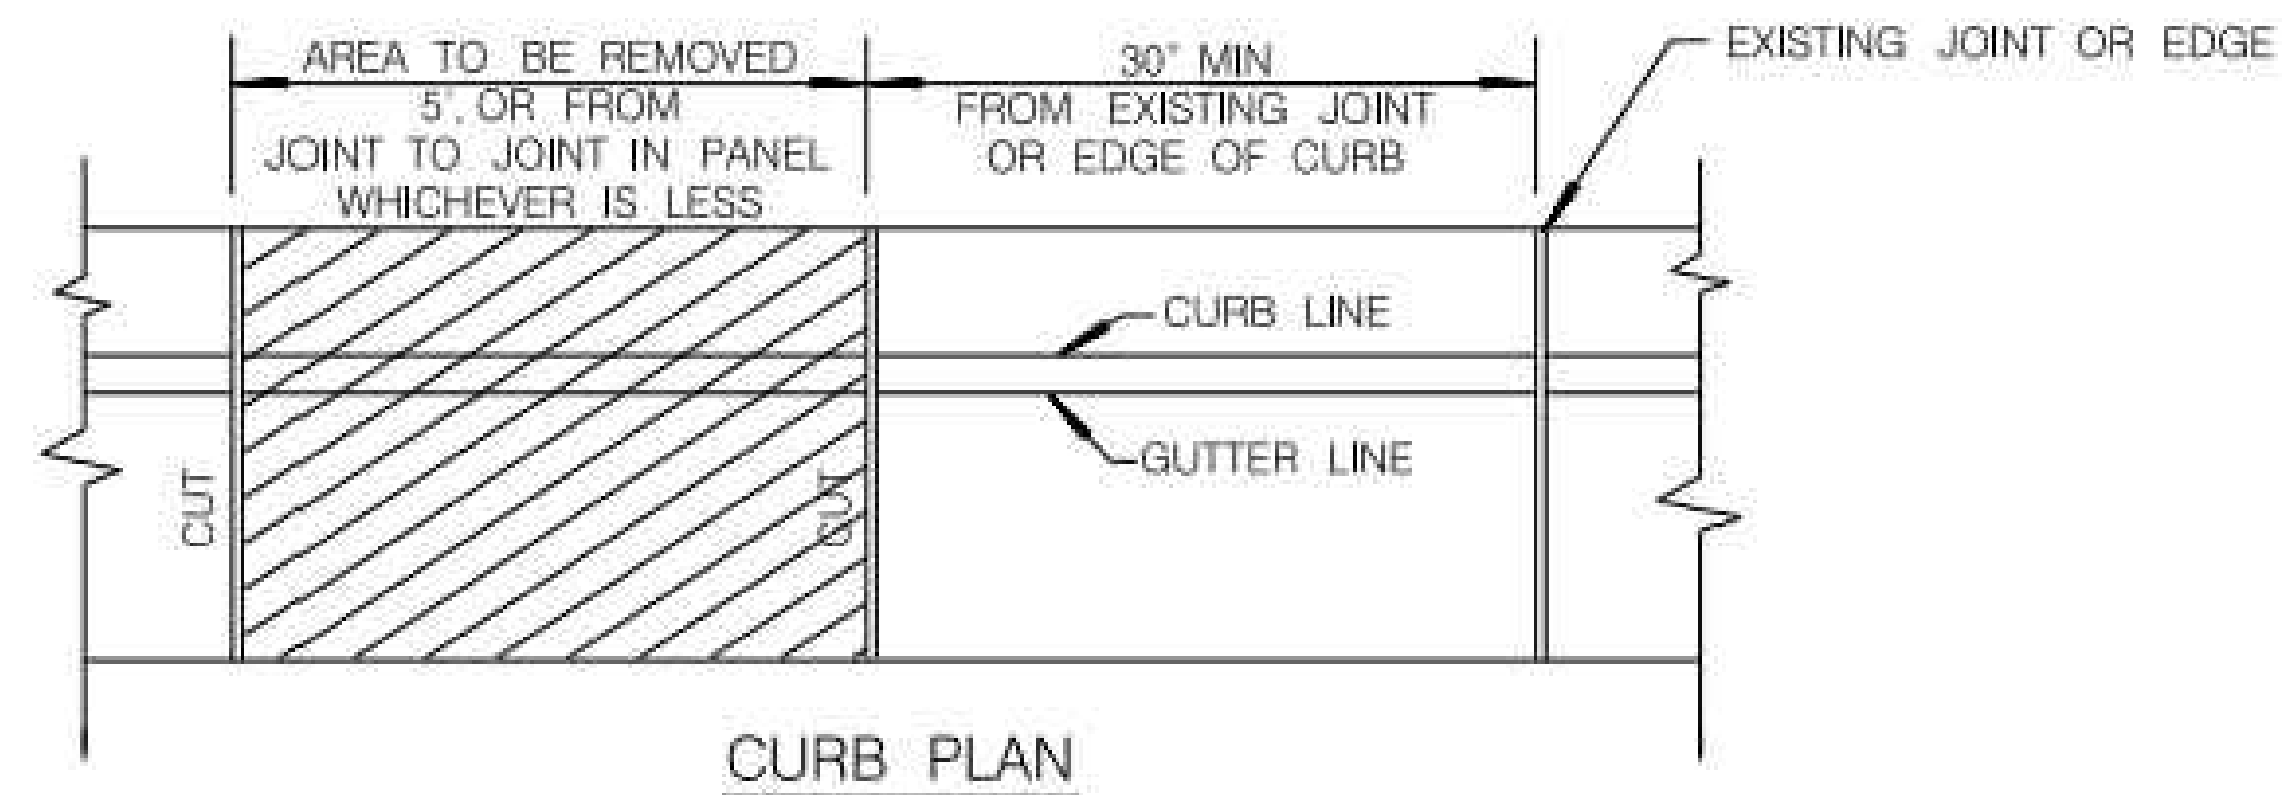 AREA TO BE REMOVED
5', OR FROM
JOINT TO JOINT IN PANEL
WHICHEVER IS LESS
30" MIN
FROM EXISTING JOINT
OR EDGE OF CURB
EXISTING JOINT OR EDGE
CURB LINE
GUTTER LINE
CUT
CUT
CURB PLAN